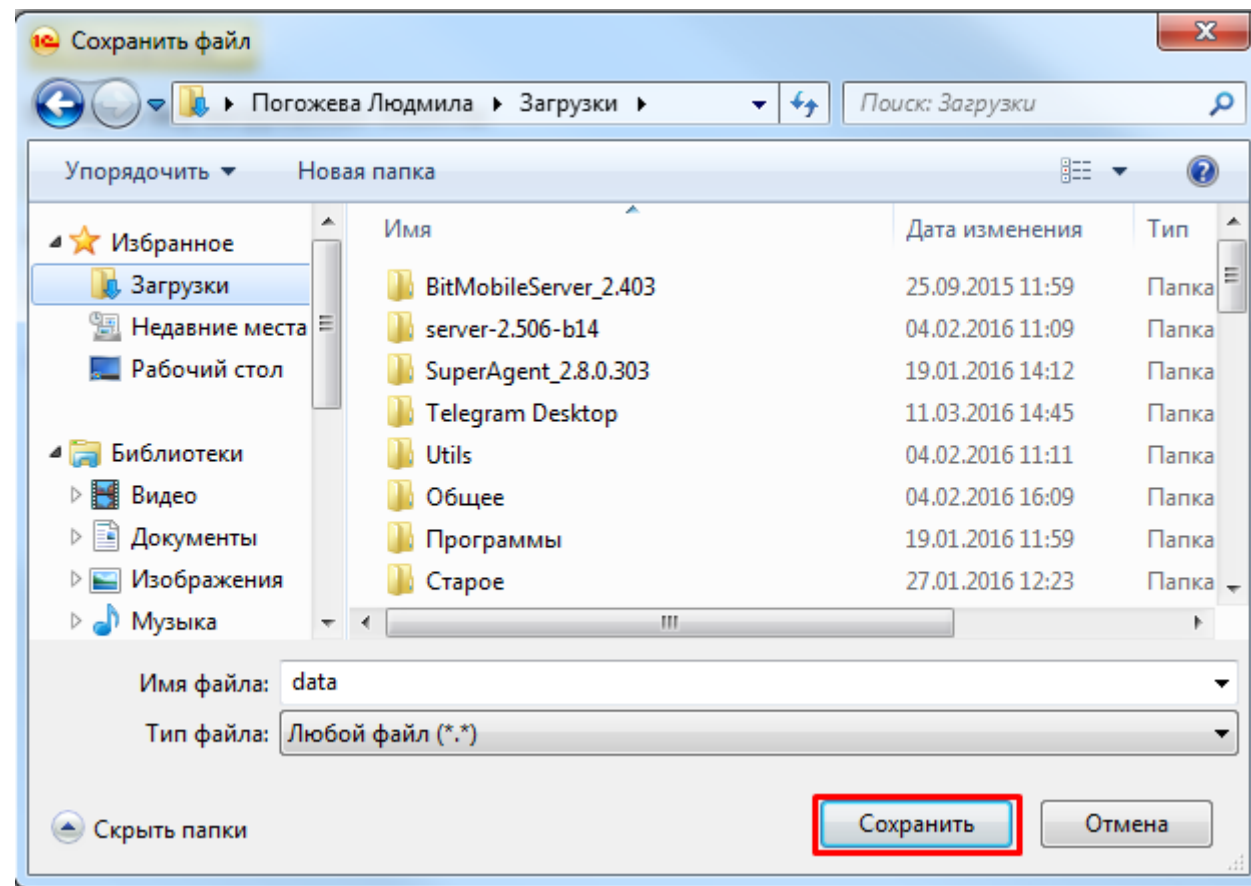 1С Сохранить файл
Погожева Людмила Загрузки Поиск: Загрузки
Упорядочить Новая папка
Имя Дата изменения Тип
Избранное
Загрузки
Недавние места
Рабочий стол
Библиотеки
Видео
Документы
Изображения
Музыка
BitMobileServer_2.403 25.09.2015 11:59 Папка
server-2.506-b14 04.02.2016 11:09 Папка
SuperAgent_2.8.0.303 19.01.2016 14:12 Папка
Telegram Desktop 11.03.2016 14:45 Папка
Utils 04.02.2016 11:11 Папка
Общее 04.02.2016 16:09 Папка
Программы 19.01.2016 11:59 Папка
Старое 27.01.2016 12:23 Папка
Имя файла: data
Тип файла: Любой файл (*.*)
Скрыть папки Сохранить Отмена